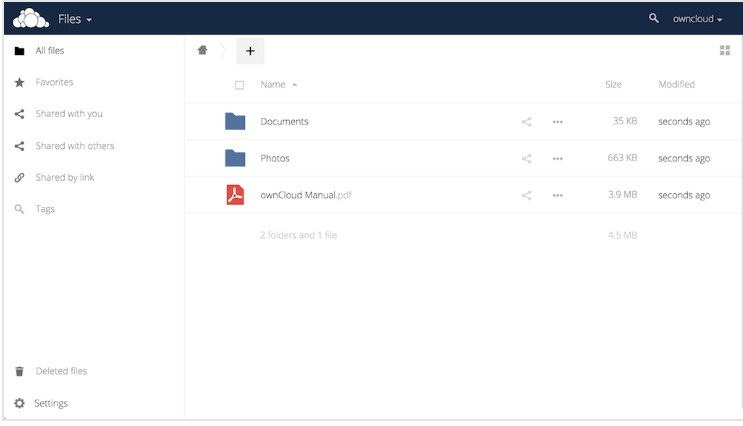 Files
owncloud
All files
Favorites
Shared with you
Shared with others
Shared by link
Tags
Deleted files
Settings
Name Size Modified
Documents 35 KB seconds ago
Photos 663 KB seconds ago
ownCloud Manual.pdf 3.9 MB seconds ago
2 folders and 1 file 4.5 MB